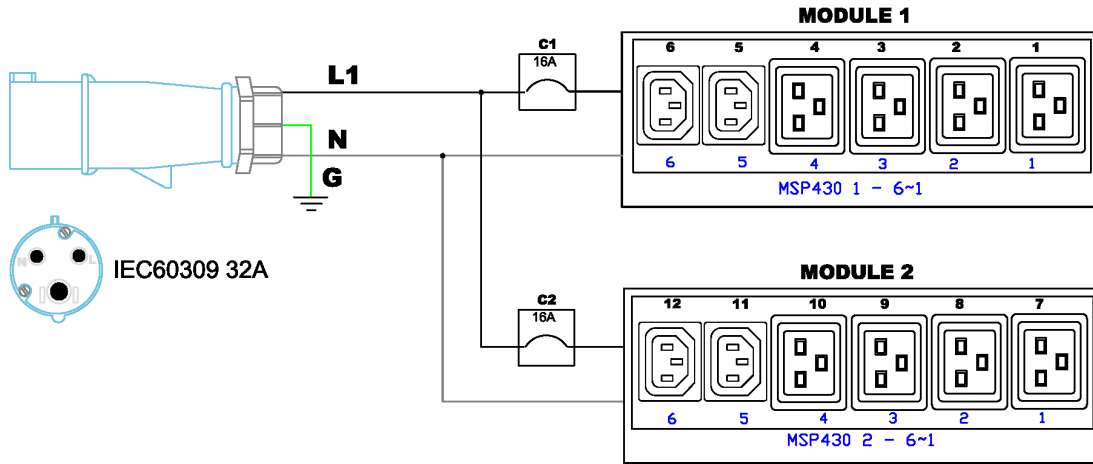 MODULE 1
C1
16A
6 5 4 3 2 1
L1
N
G
6 5 4 3 2 1
MSP430 1 - 6~1
N L
IEC60309 32A
MODULE 2
C2
16A
12 11 10 9 8 7
6 5 4 3 2 1
MSP430 2 - 6~1